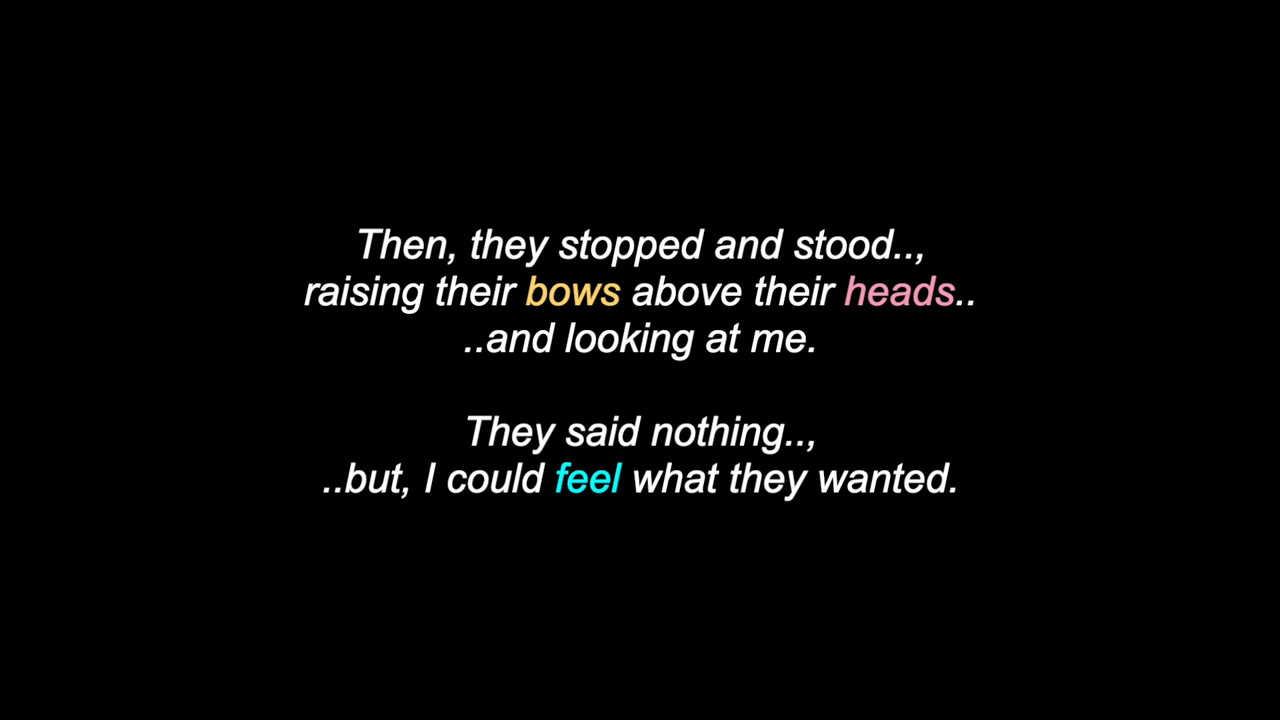 Then, they stopped and stood..,
raising their bows above their heads..
..and looking at me.
They said nothing..,
..but, I could feel what they wanted.